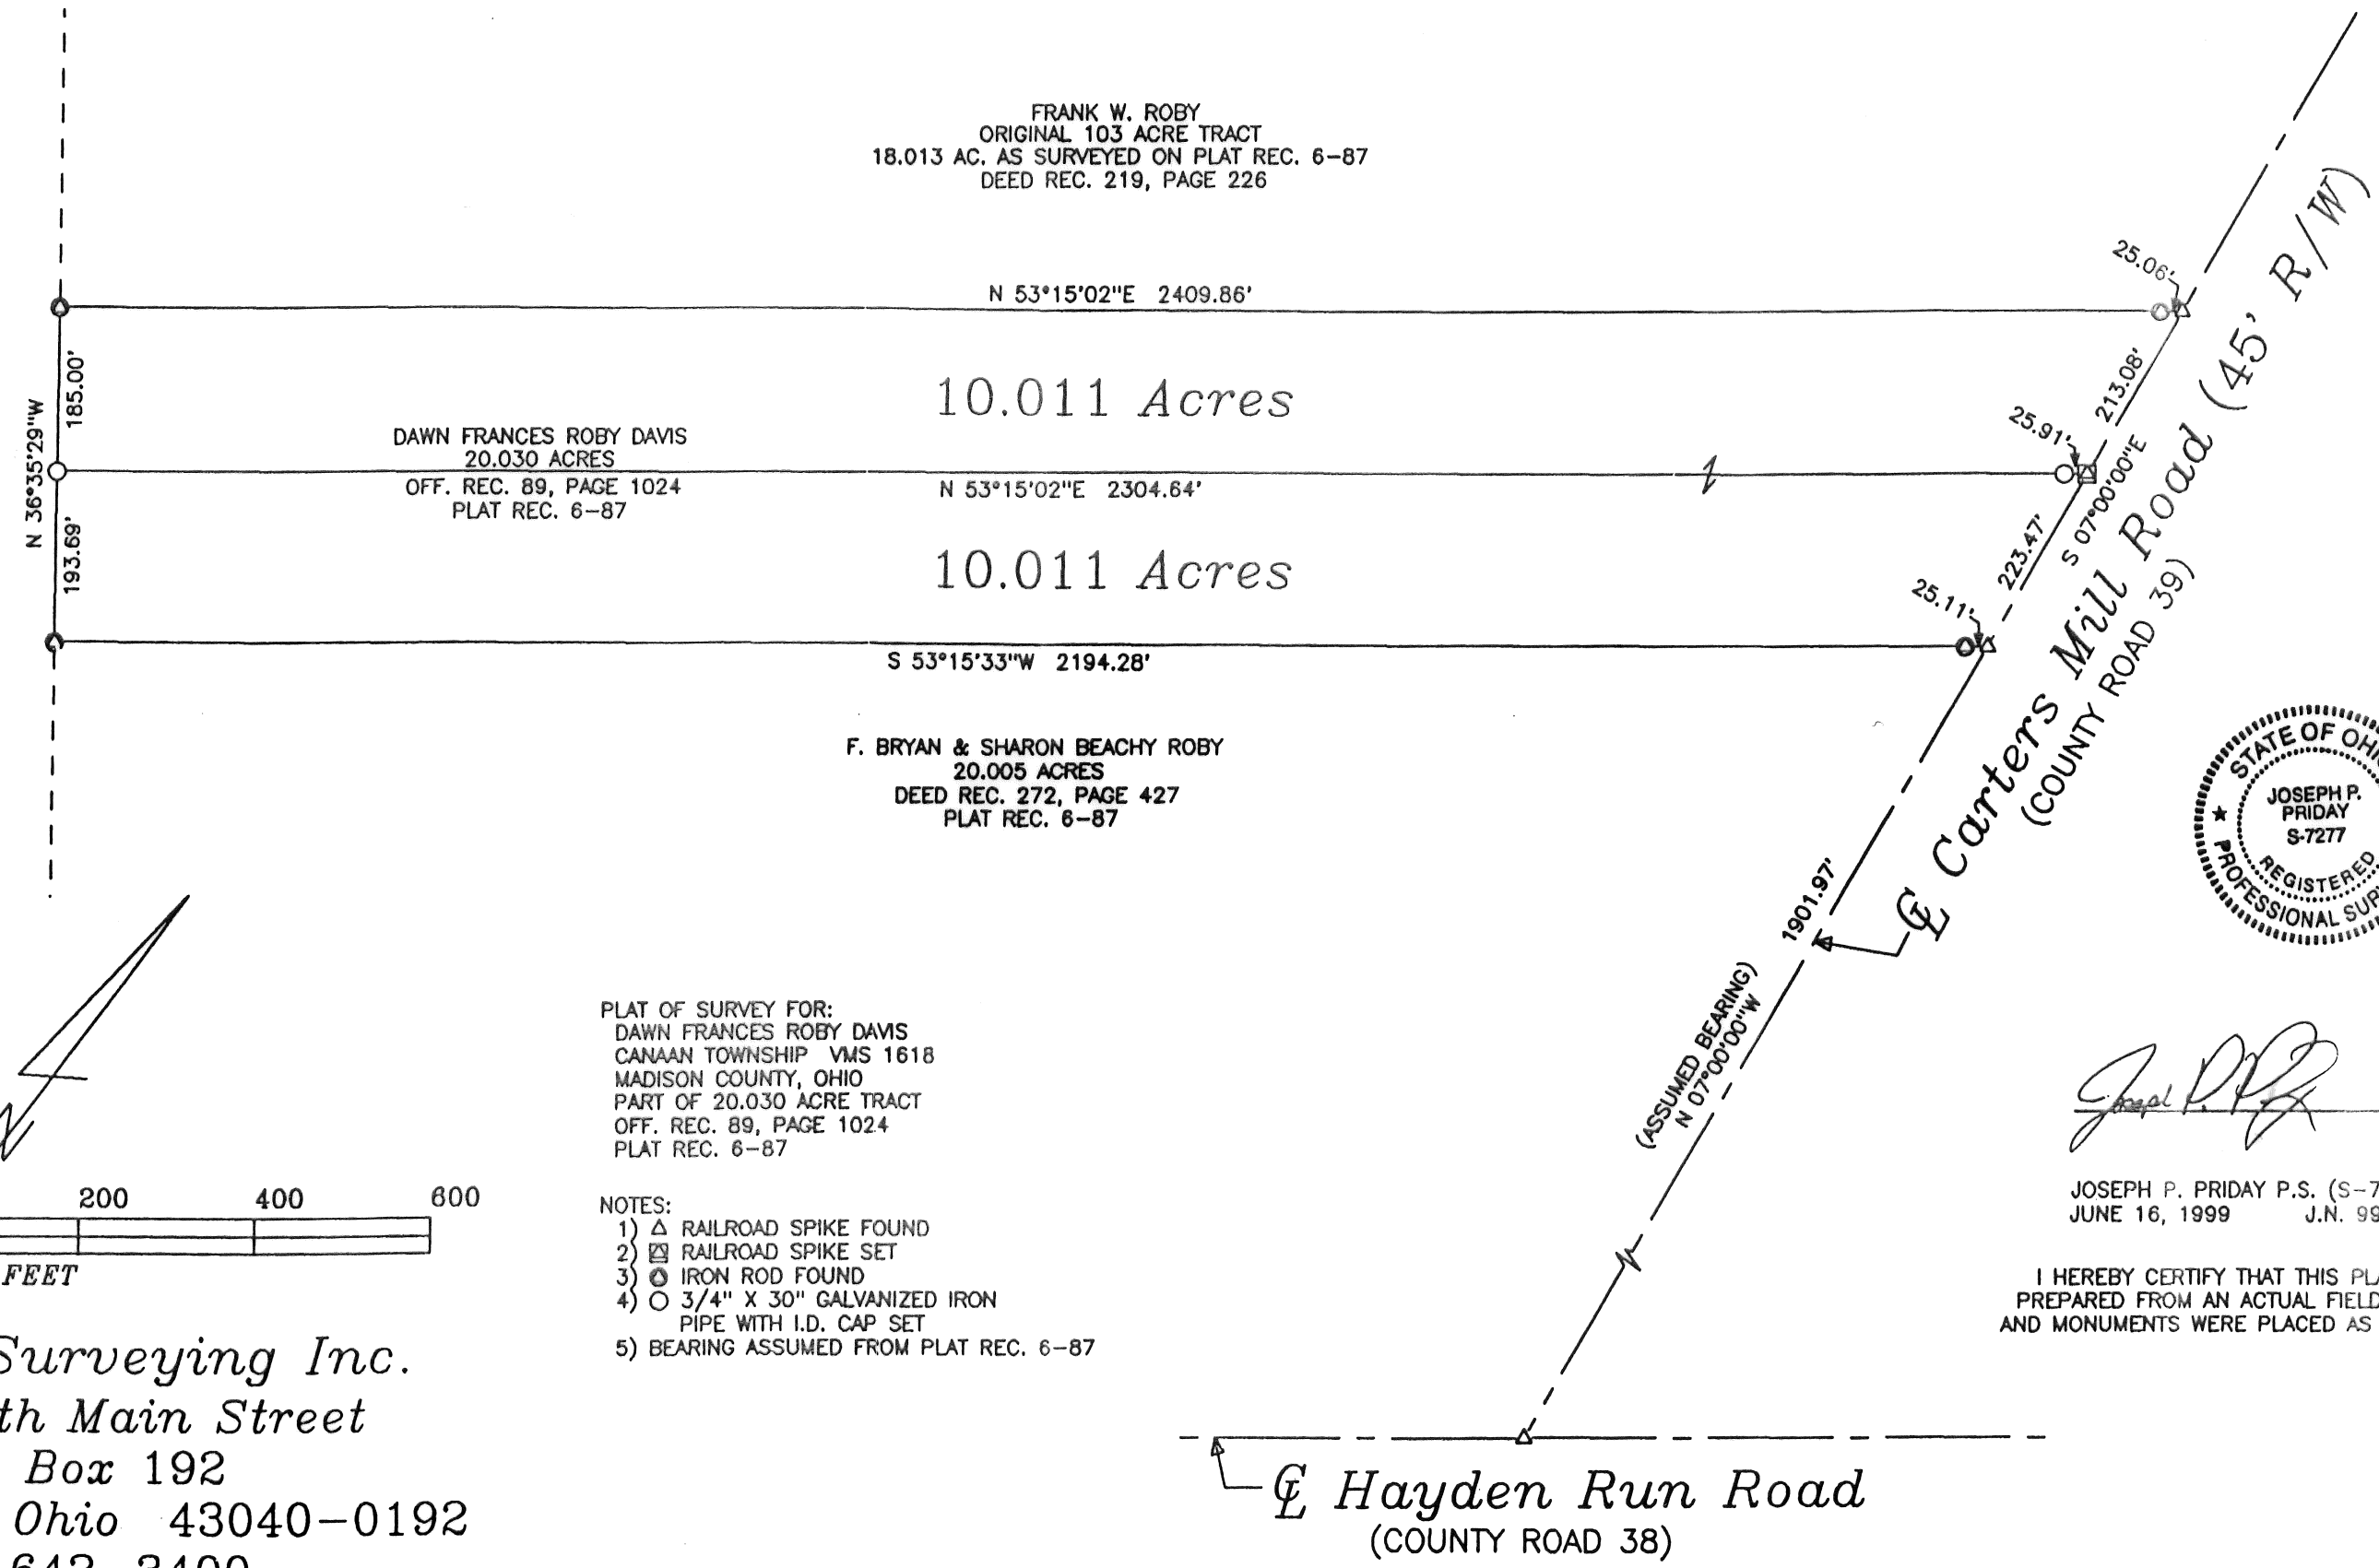 FRANK W. ROBY
ORIGINAL 103 ACRE TRACT
18.013 AC. AS SURVEYED ON PLAT REC. 6-87
DEED REC. 219, PAGE 226
25.06'
N 53°15'02"E 2409.86'
45' R/W)
185.00'
N 36°35'29"W
10.011 Acres
213.08'
DAWN FRANCES ROBY DAVIS
20.030 ACRES
OFF. REC. 89, PAGE 1024
PLAT REC. 6-87
N 53°15'02"E 2304.64'
25.91'
S 07°00'00"E
193.69'
10.011 Acres
223.47'
25.11'
S 53°15'33"W 2194.28'
F. BRYAN & SHARON BEACHY ROBY
20.005 ACRES
DEED REC. 272, PAGE 427
PLAT REC. 6-87
℄ Carters Mill Road (45' R/W)
(COUNTY ROAD 39)
STATE OF OHIO
JOSEPH P.
PRIDAY
S-7277
REGISTERED
PROFESSIONAL
1901.97'
(ASSUMED BEARING)
N 07°00'00"W
N
PLAT OF SURVEY FOR:
DAWN FRANCES ROBY DAVIS
CANAAN TOWNSHIP VMS 1618
MADISON COUNTY, OHIO
PART OF 20.030 ACRE TRACT
OFF. REC. 89, PAGE 1024
PLAT REC. 6-87
200 400 600
FEET
NOTES:
1) △ RAILROAD SPIKE FOUND
2) RAILROAD SPIKE SET
3) IRON ROD FOUND
4) ○ 3/4" X 30" GALVANIZED IRON
PIPE WITH I.D. CAP SET
5) BEARING ASSUMED FROM PLAT REC. 6-87
JOSEPH P. PRIDAY P.S. (S-7
JUNE 16, 1999 J.N. 99
I HEREBY CERTIFY THAT THIS PLA
PREPARED FROM AN ACTUAL FIELD
AND MONUMENTS WERE PLACED AS
Surveying Inc.
th Main Street
Box 192
Ohio 43040-0192
642-3400
℄ Hayden Run Road
(COUNTY ROAD 38)